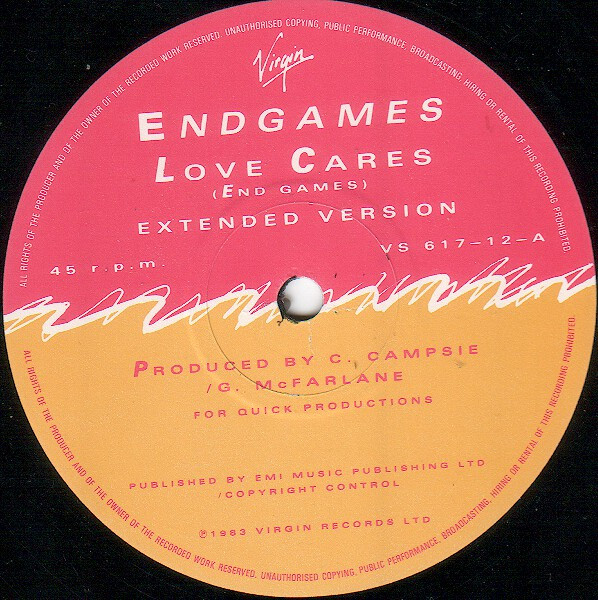 ALL RIGHTS OF THE PRODUCER AND OF THE OWNER OF THE RECORDED WORK RESERVED. UNAUTHORISED COPYING, PUBLIC PERFORMANCE, BROADCASTING, HIRING OR RENTAL OF THIS RECORDING PROHIBITED.
Virgin
ENDGAMES
LOVE CARES
(END GAMES)
EXTENDED VERSION
VS 617-12-A
45 r.p.m.
PRODUCED BY C. CAMPSIE
/G. McFARLANE
FOR QUICK PRODUCTIONS
PUBLISHED BY EMI MUSIC PUBLISHING LTD
/COPYRIGHT CONTROL
℗1983 VIRGIN RECORDS LTD
ALL RIGHTS OF THE PRODUCER AND OF THE OWNER OF THE RECORDED WORK RESERVED. UNAUTHORISED COPYING, PUBLIC PERFORMANCE, BROADCASTING, HIRING OR RENTAL OF THIS RECORDING PROHIBITED.